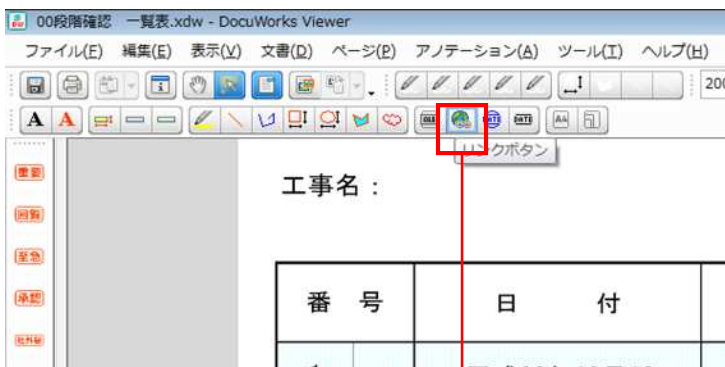 00段階確認 一覧表.xdw - DocuWorks Viewer
ファイル(F) 編集(E) 表示(V) 文書(D) ページ(P) アノテーション(A) ツール(T) ヘルプ(H)
200
A A
リンクボタン
重要
工事名：
回覧
至急
番 号 日 付
承認
社外秘